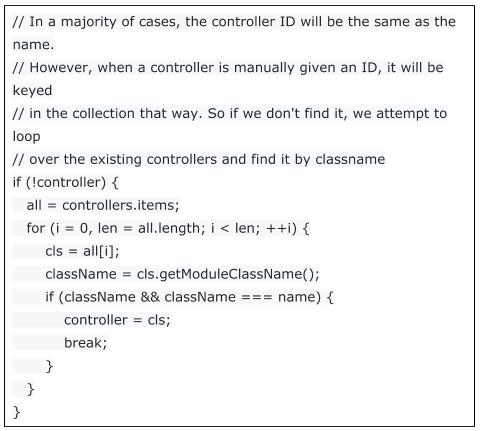 // In a majority of cases, the controller ID will be the same as the
name.
// However, when a controller is manually given an ID, it will be
keyed
// in the collection that way. So if we don't find it, we attempt to
loop
// over the existing controllers and find it by classname
if (!controller) {
all = controllers.items;
for (i = 0, len = all.length; i < len; ++i) {
cls = all[i];
className = cls.getModuleClassName();
if (className && className === name) {
controller = cls;
break;
}
}
}